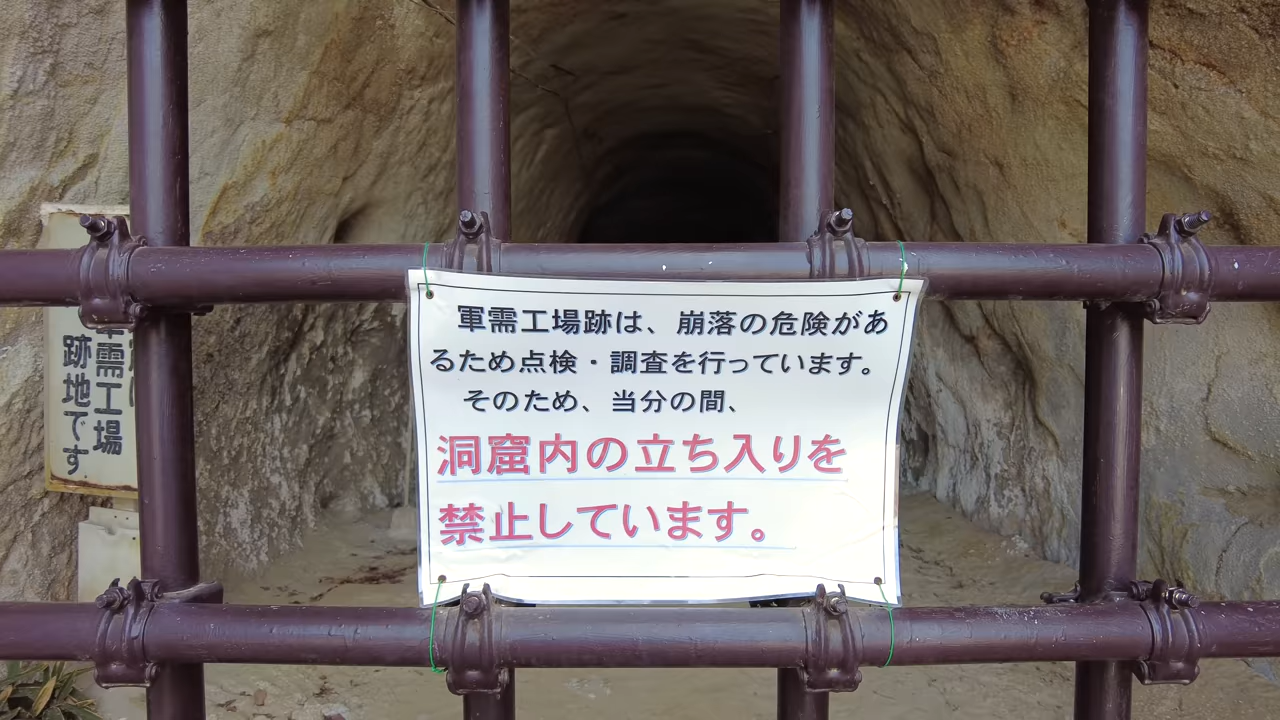 軍需工場跡は、崩落の危険があ
るため点検・調査を行っています。
そのため、当分の間、
洞窟内の立ち入りを
禁止しています。
需工場
跡地です